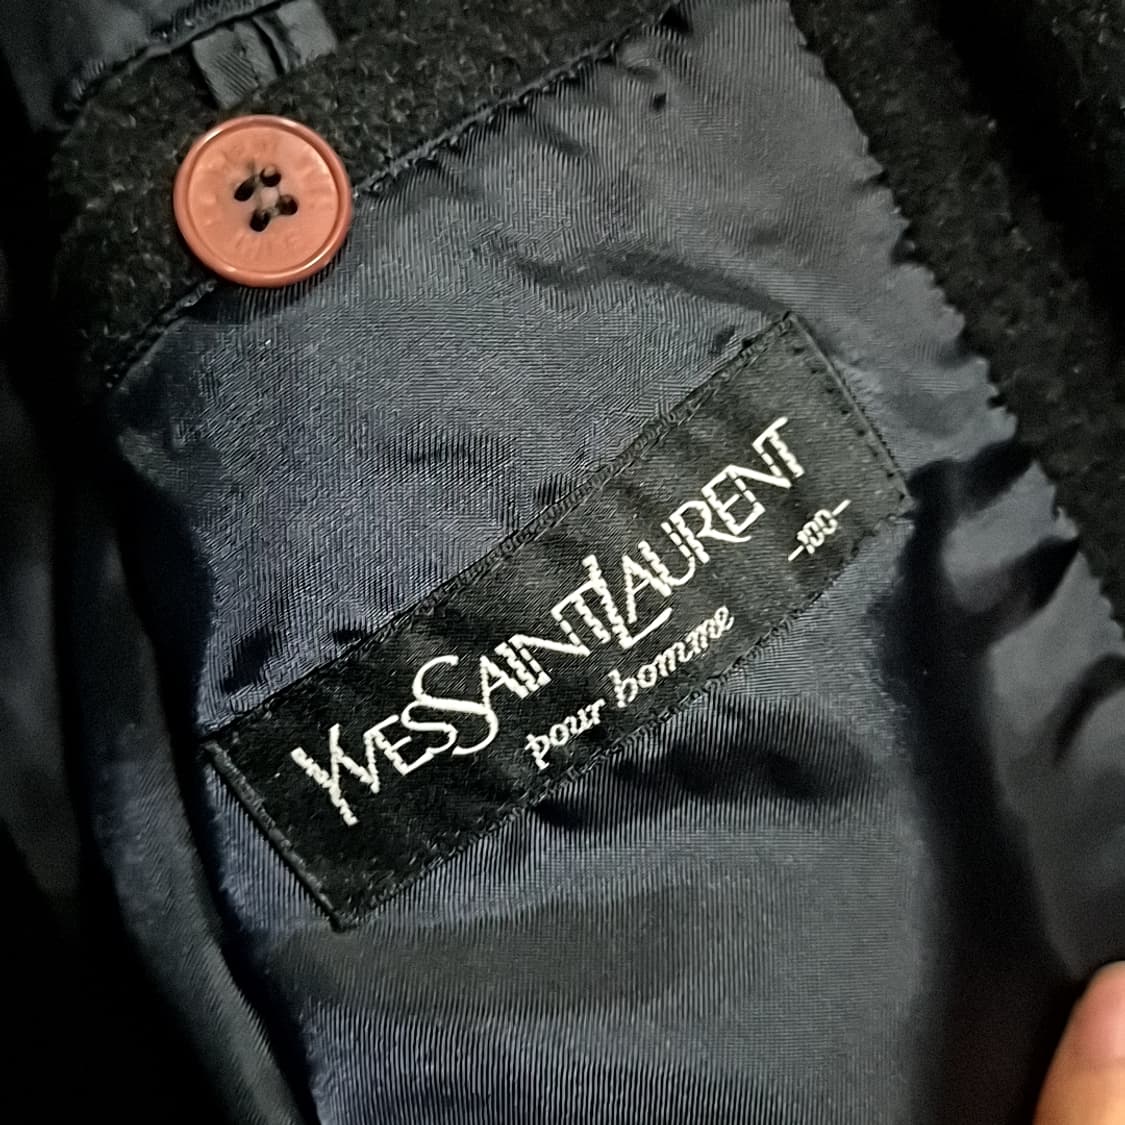 YVESSAINTLAURENT
-100-
pour homme